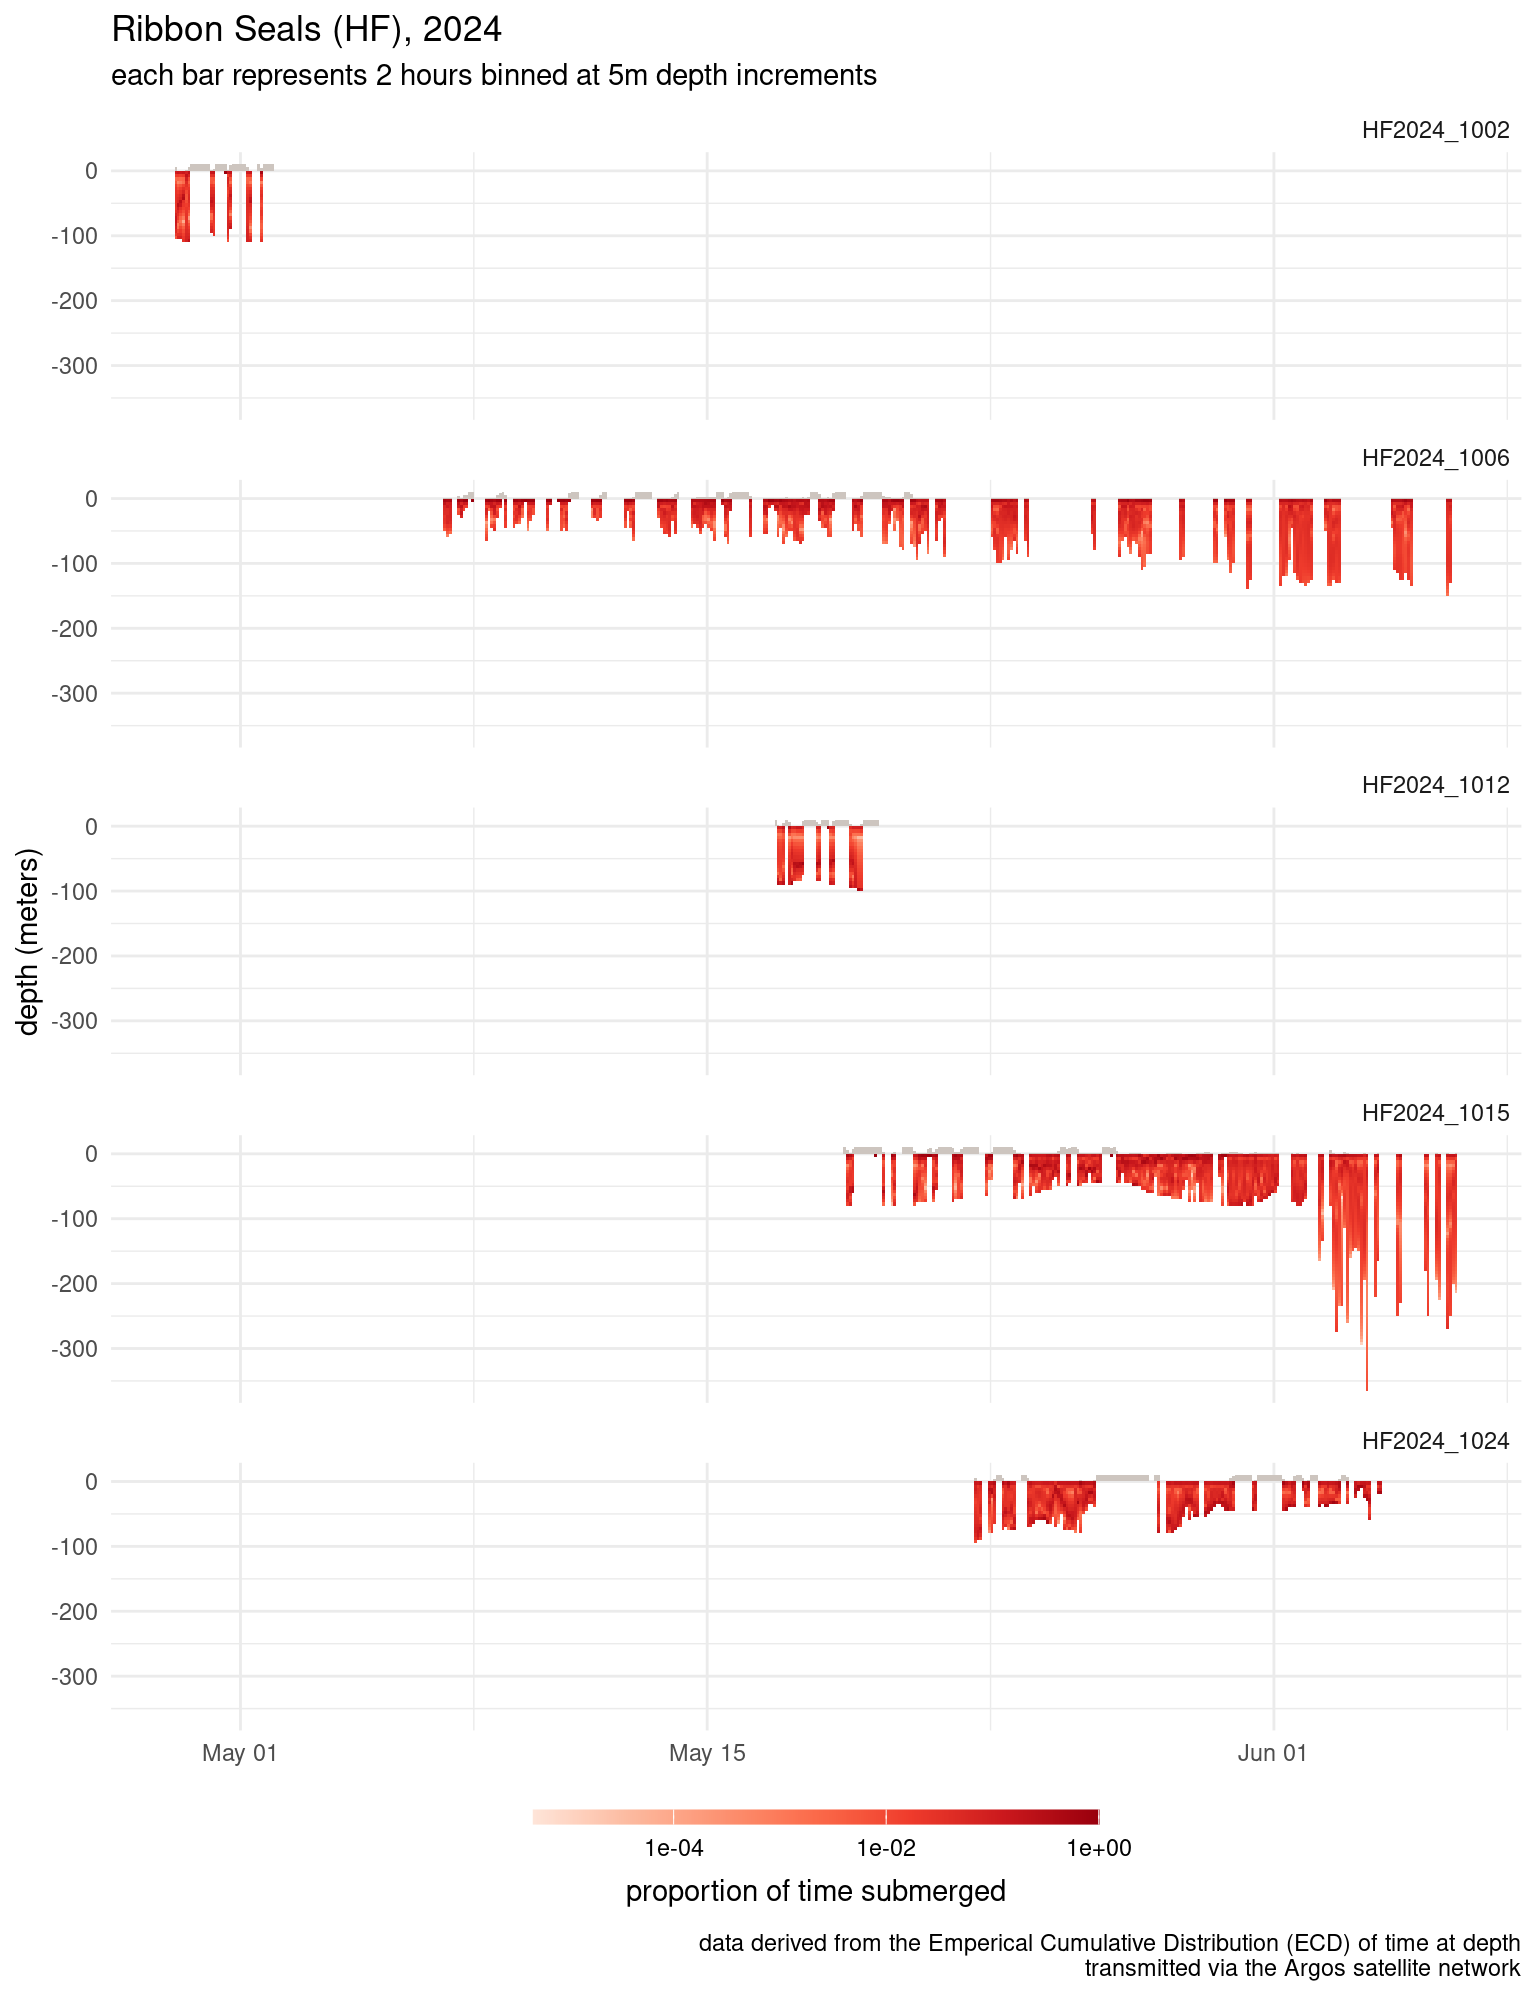 Ribbon Seals (HF), 2024
each bar represents 2 hours binned at 5m depth increments
HF2024_1002
0
-100
-200
-300
HF2024_1006
0
-100
-200
-300
HF2024_1012
0
-100
-200
-300
depth (meters)
HF2024_1015
0
-100
-200
-300
HF2024_1024
0
-100
-200
-300
May 01 May 15 Jun 01
1e-04 1e-02 1e+00
proportion of time submerged
data derived from the Emperical Cumulative Distribution (ECD) of time at depth
transmitted via the Argos satellite network